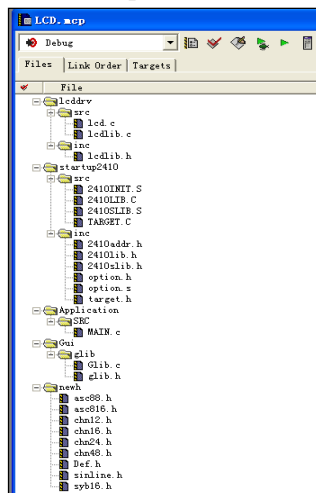 LCD.mcp
Debug
Files Link Order Targets
File
lcddrv
src
lcd.c
lcdlib.c
inc
lcdlib.h
startup2410
src
2410INIT.S
2410LIB.C
2410SLIB.S
TARGET.C
inc
2410addr.h
2410lib.h
2410slib.h
option.h
option.s
target.h
Application
SRC
MAIN.c
Gui
glib
Glib.c
glib.h
newh
asc88.h
asc816.h
chn12.h
chn16.h
chn24.h
chn48.h
Def.h
sinline.h
syb16.h